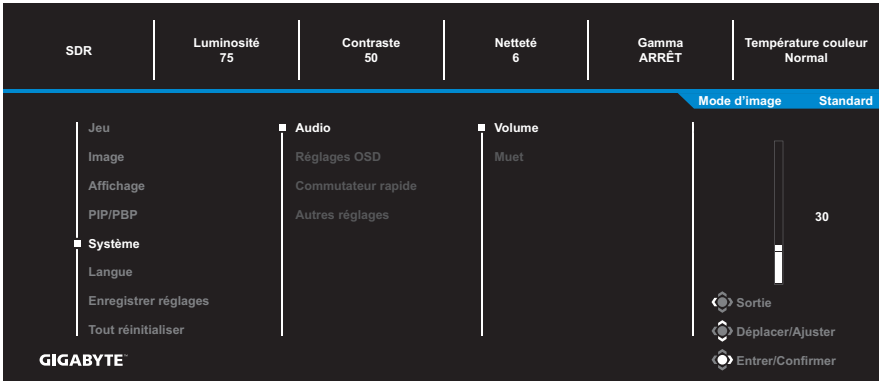 SDR
Luminosité
75
Contraste
50
Netteté
6
Gamma
ARRÊT
Température couleur
Normal
Mode d'image Standard
Jeu
Image
Affichage
PIP/PBP
Système
Langue
Enregistrer réglages
Tout réinitialiser
Audio
Réglages OSD
Commutateur rapide
Autres réglages
Volume
Muet
30
Sortie
Déplacer/Ajuster
Entrer/Confirmer
GIGABYTE™